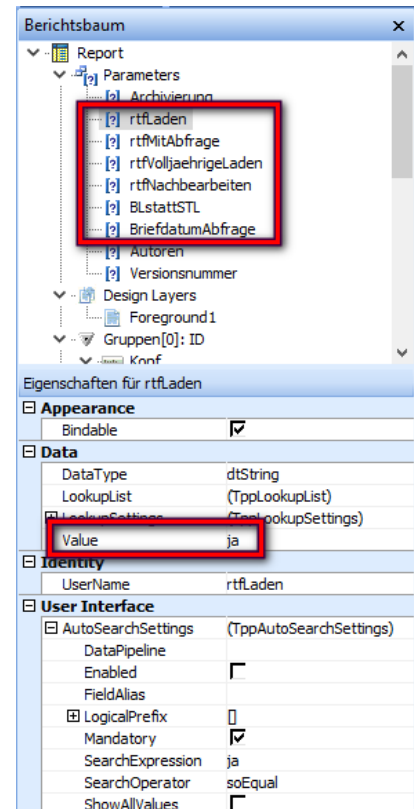 Berichtsbaum
Report
Parameters
Archivierung
rtfLaden
rtfMitAbfrage
rtfVolljaehrigeLaden
rtfNachbearbeiten
BLstattSTL
BriefdatumAbfrage
Autoren
Versionsnummer
Design Layers
Foreground1
Gruppen[0]: ID
Kopf
Eigenschaften für rtfLaden
Appearance
Bindable
Data
DataType dtString
LookupList (TppLookupList)
LookupSettings (TppLookupSettings)
Value ja
Identity
UserName rtfLaden
User Interface
AutoSearchSettings (TppAutoSearchSettings)
DataPipeline
Enabled
FieldAlias
LogicalPrefix []
Mandatory
SearchExpression ja
SearchOperator soEqual
ShowAllValues